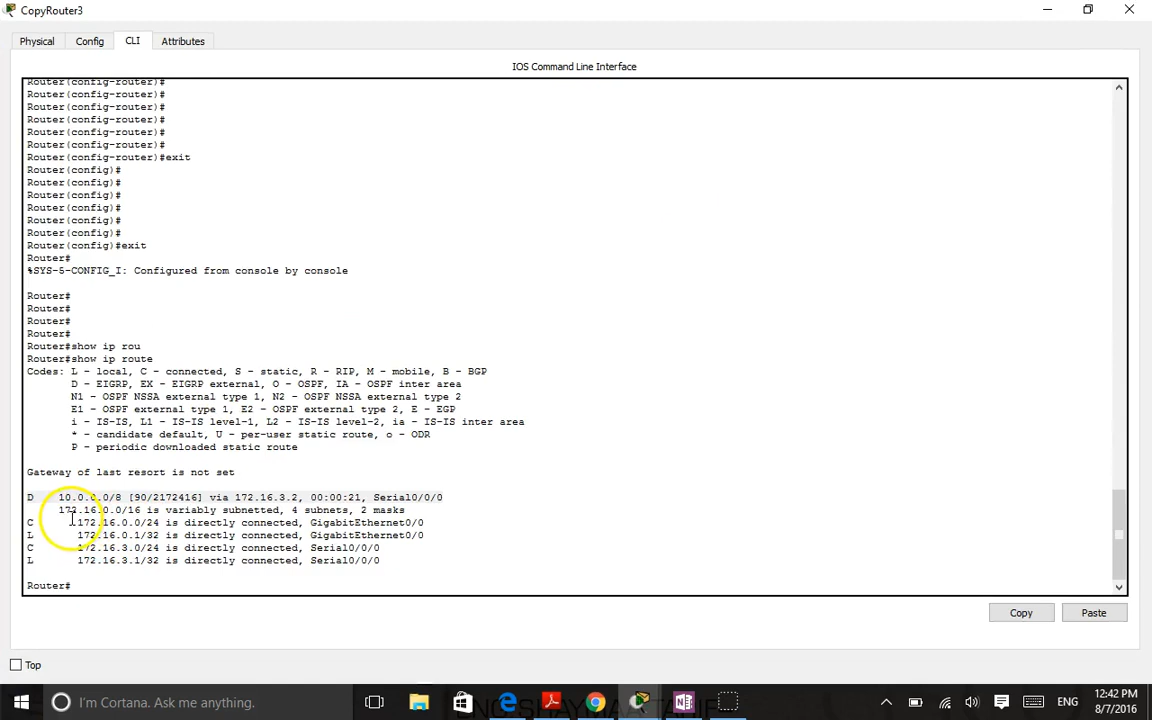 CopyRouter3
Physical Config CLI Attributes
IOS Command Line Interface
Router(config-router)#
Router(config-router)#
Router(config-router)#
Router(config-router)#
Router(config-router)#
Router(config-router)#
Router(config-router)#exit
Router(config)#
Router(config)#
Router(config)#
Router(config)#
Router(config)#
Router(config)#
Router(config)#exit
Router#
%SYS-5-CONFIG_I: Configured from console by console
Router#
Router#
Router#
Router#
Router#show ip rou
Router#show ip route
Codes: L - local, C - connected, S - static, R - RIP, M - mobile, B - BGP
D - EIGRP, EX - EIGRP external, O - OSPF, IA - OSPF inter area
N1 - OSPF NSSA external type 1, N2 - OSPF NSSA external type 2
E1 - OSPF external type 1, E2 - OSPF external type 2, E - EGP
i - IS-IS, L1 - IS-IS level-1, L2 - IS-IS level-2, ia - IS-IS inter area
* - candidate default, U - per-user static route, o - ODR
P - periodic downloaded static route
Gateway of last resort is not set
D 10.0.0.0/8 [90/2172416] via 172.16.3.2, 00:00:21, Serial0/0/0
172.16.0.0/16 is variably subnetted, 4 subnets, 2 masks
C 172.16.0.0/24 is directly connected, GigabitEthernet0/0
L 172.16.0.1/32 is directly connected, GigabitEthernet0/0
C 172.16.3.0/24 is directly connected, Serial0/0/0
L 172.16.3.1/32 is directly connected, Serial0/0/0
Router#
Copy Paste
Top
I'm Cortana. Ask me anything.
ENG
12:42 PM
8/7/2016